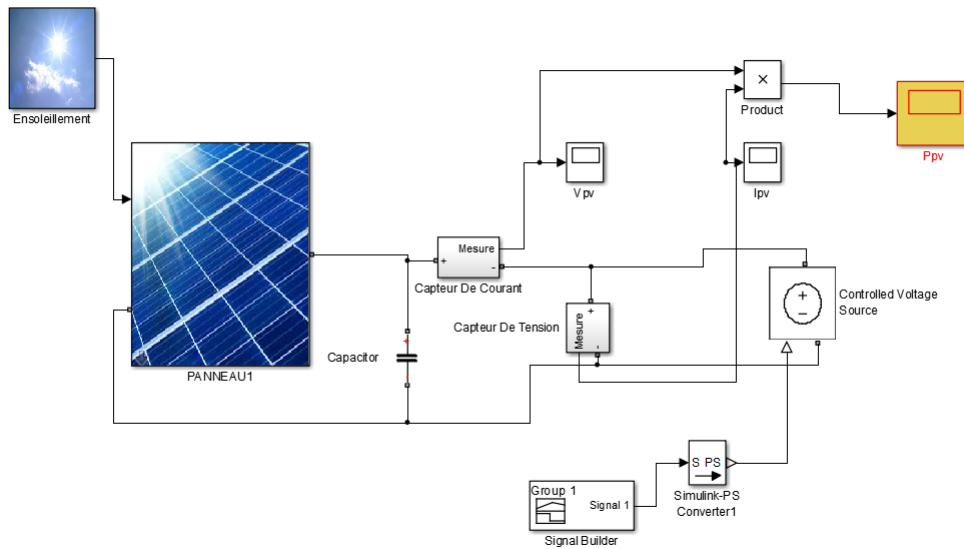 Ensoleillement
Product
Ppv
Vpv
Ipv
Mesure
+
-
Capteur De Courant
Controlled Voltage
Source
Capteur De Tension
+
Mesure
-
Capacitor
PANNEAU1
S PS
Simulink-PS
Converter1
Group 1
Signal 1
Signal Builder